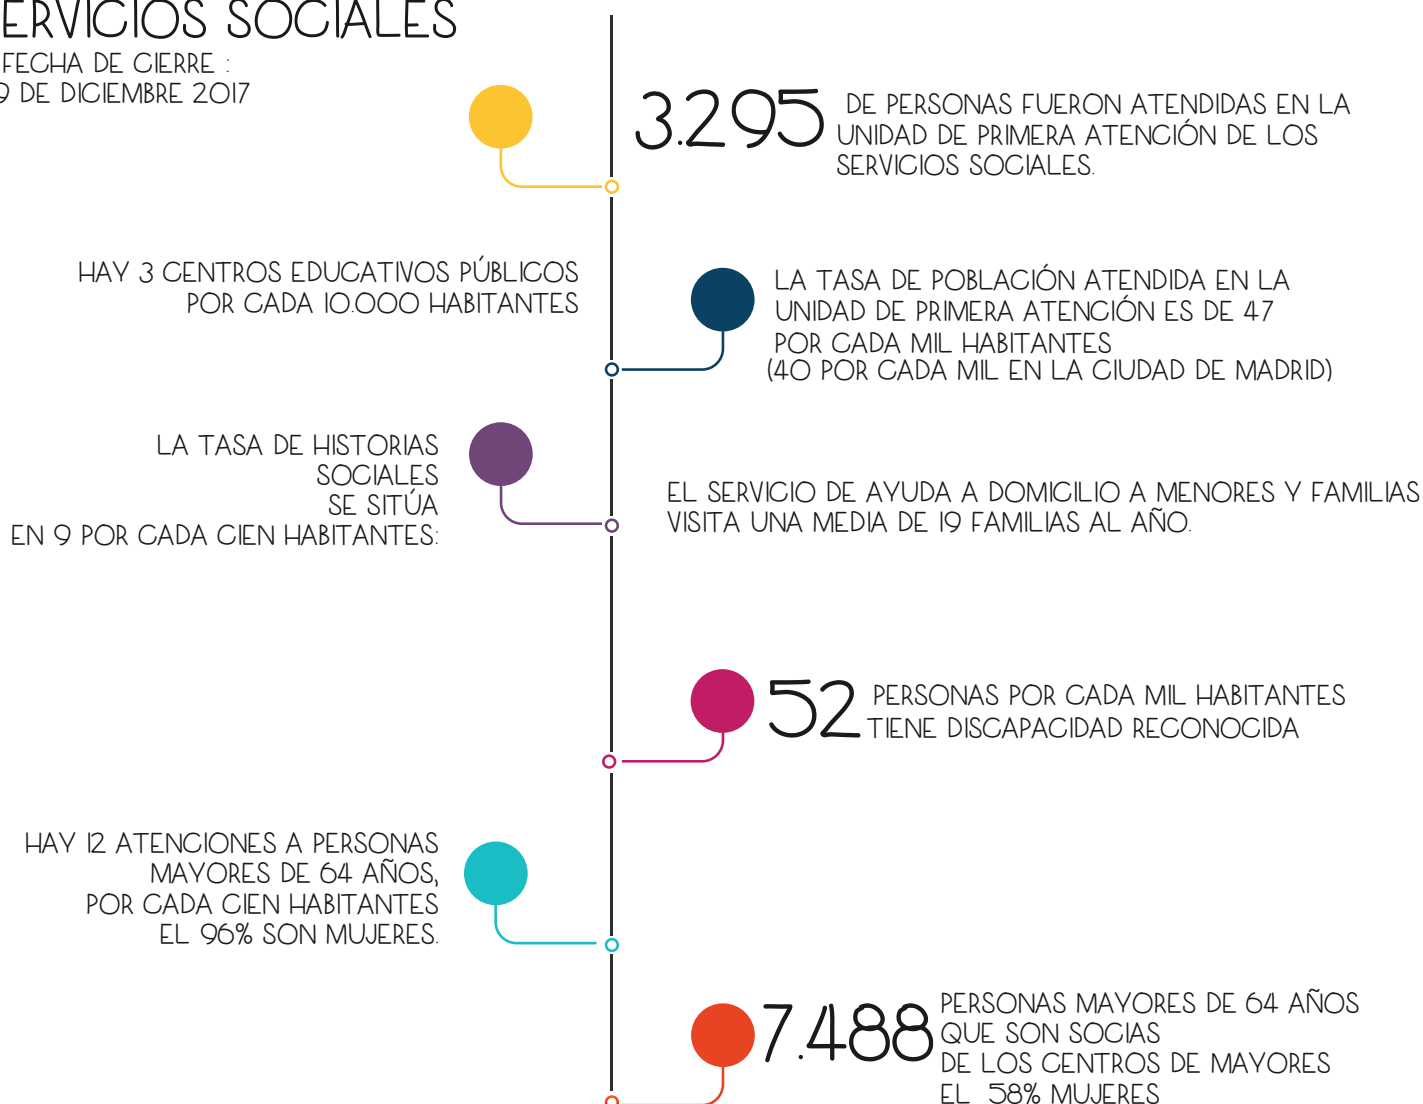 ERVICIOS SOCIALES
FECHA DE CIERRE :
9 DE DICIEMBRE 2017
3.295 DE PERSONAS FUERON ATENDIDAS EN LA
UNIDAD DE PRIMERA ATENCIÓN DE LOS
SERVICIOS SOCIALES.
HAY 3 CENTROS EDUCATIVOS PÚBLICOS
POR CADA 10.000 HABITANTES
LA TASA DE POBLACIÓN ATENDIDA EN LA
UNIDAD DE PRIMERA ATENCIÓN ES DE 47
POR CADA MIL HABITANTES
(40 POR CADA MIL EN LA CIUDAD DE MADRID)
LA TASA DE HISTORIAS
SOCIALES
SE SITÚA
EN 9 POR CADA CIEN HABITANTES:
EL SERVICIO DE AYUDA A DOMICILIO A MENORES Y FAMILIAS
VISITA UNA MEDIA DE 19 FAMILIAS AL AÑO.
52 PERSONAS POR CADA MIL HABITANTES
TIENE DISCAPACIDAD RECONOCIDA
HAY 12 ATENCIONES A PERSONAS
MAYORES DE 64 AÑOS,
POR CADA CIEN HABITANTES
EL 96% SON MUJERES.
7.488 PERSONAS MAYORES DE 64 AÑOS
QUE SON SOCIAS
DE LOS CENTROS DE MAYORES
EL 58% MUJERES